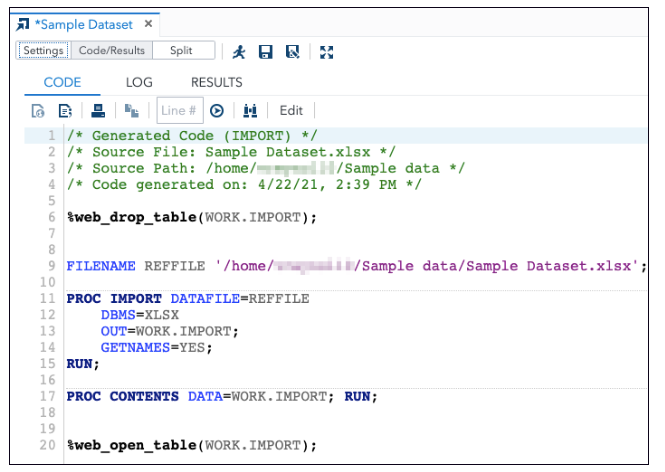 *Sample Dataset ×
Settings Code/Results Split
CODE LOG RESULTS
Line # Edit
1 /* Generated Code (IMPORT) */
2 /* Source File: Sample Dataset.xlsx */
3 /* Source Path: /home/ /Sample data */
4 /* Code generated on: 4/22/21, 2:39 PM */
5
6 %web_drop_table(WORK.IMPORT);
7
8
9 FILENAME REFFILE '/home/ /Sample data/Sample Dataset.xlsx';
10
11 PROC IMPORT DATAFILE=REFFILE
12 DBMS=XLSX
13 OUT=WORK.IMPORT;
14 GETNAMES=YES;
15 RUN;
16
17 PROC CONTENTS DATA=WORK.IMPORT; RUN;
18
19
20 %web_open_table(WORK.IMPORT);